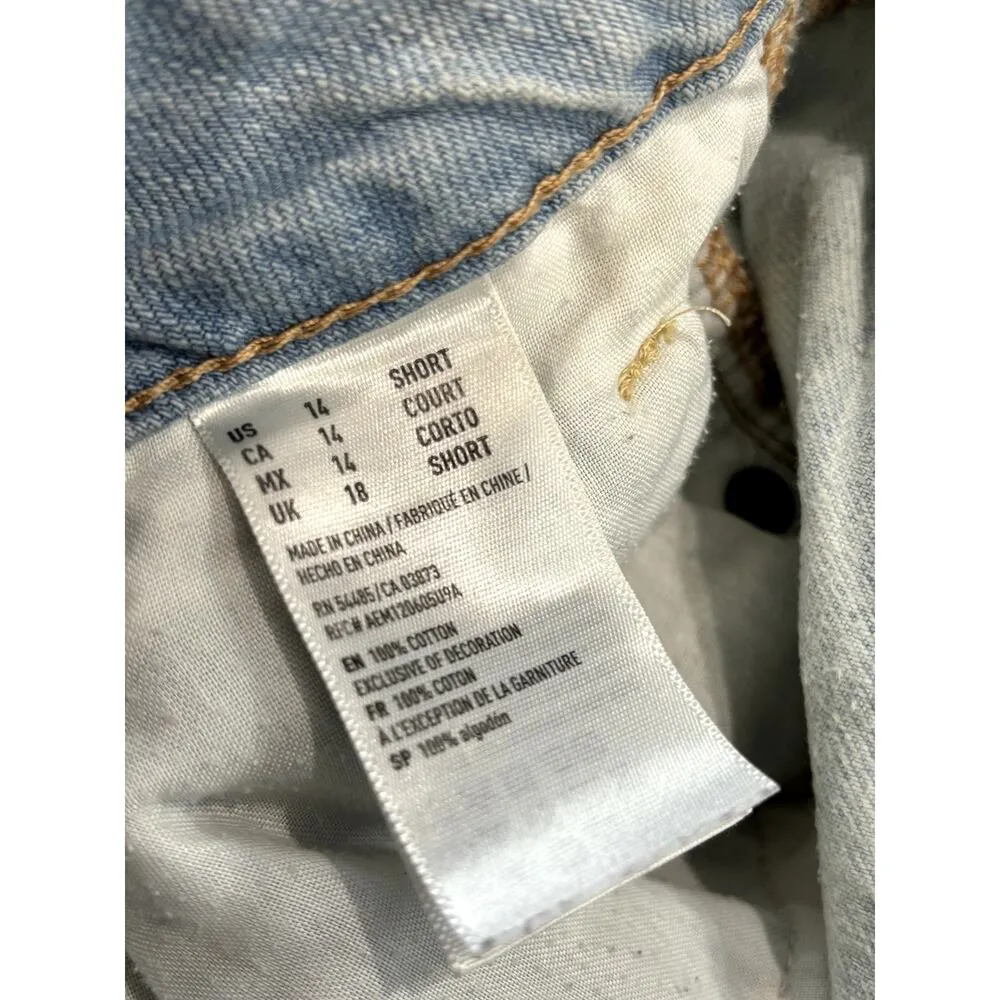 US 14 SHORT
CA 14 COURT
MX 14 CORTO
UK 18 SHORT
MADE IN CHINA / FABRIQUÉ EN CHINE /
HECHO EN CHINA
RN 54485/CA 03873
RFC# AEM120605U9A
EN 100% COTTON
EXCLUSIVE OF DECORATION
FR 100% COTON
À L'EXCEPTION DE LA GARNITURE
SP 100% algodón